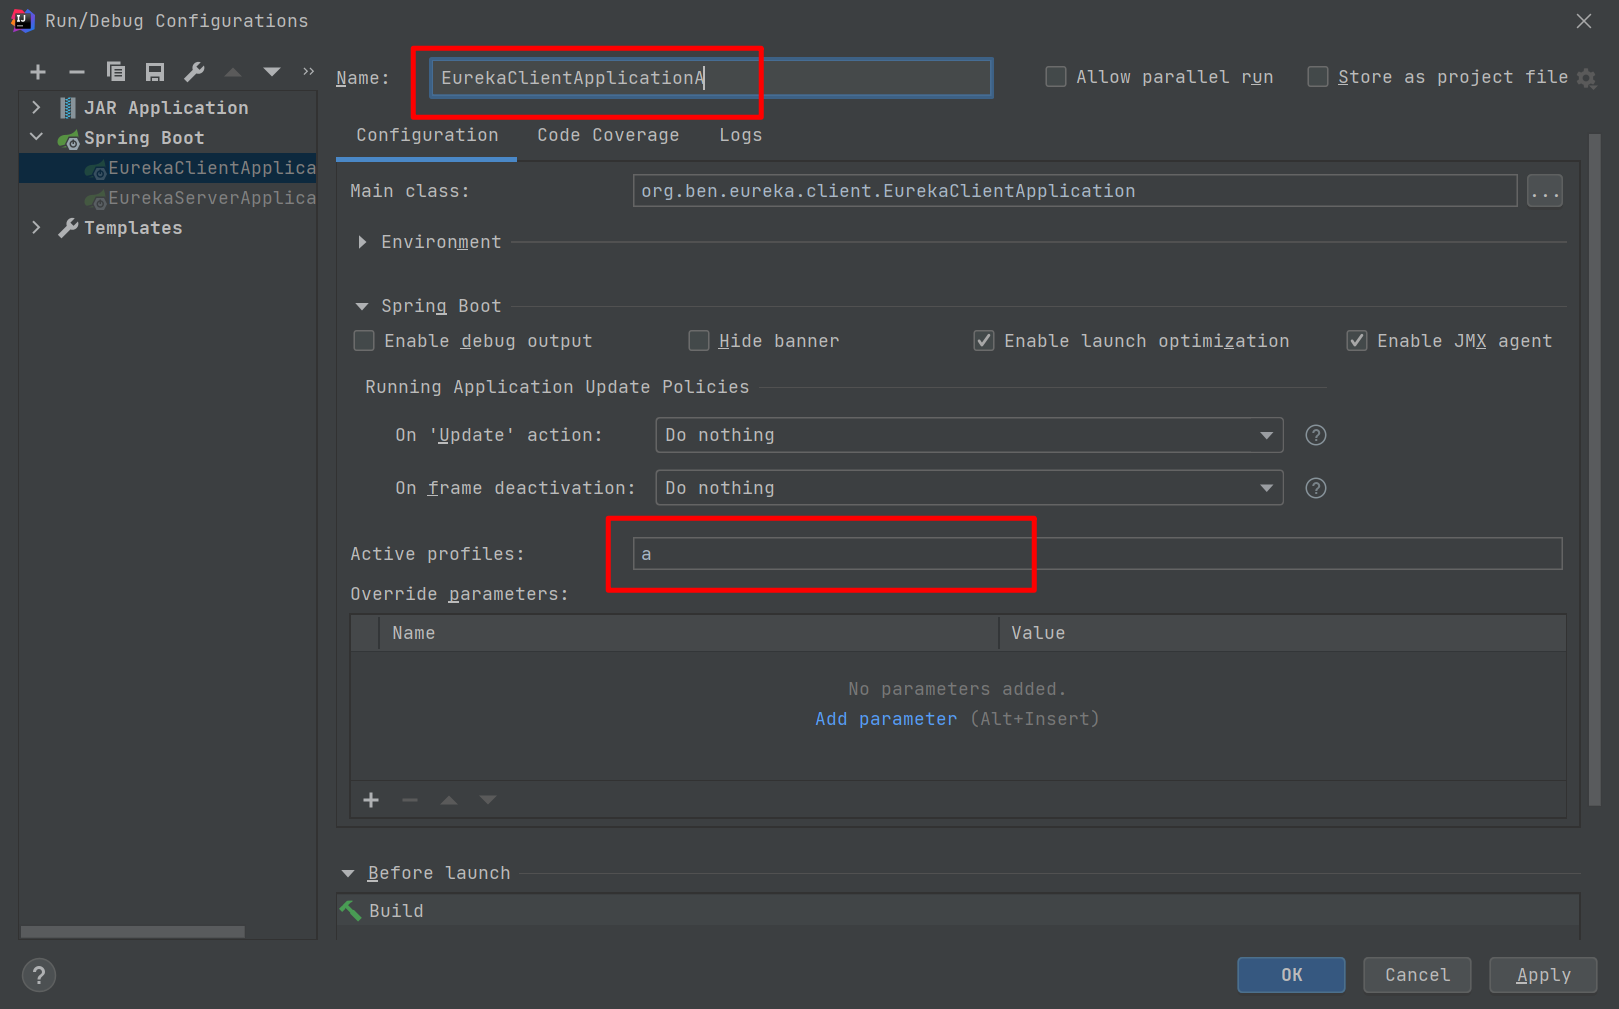 Run/Debug Configurations
Name: EurekaClientApplicationA
Allow parallel run
Store as project file
JAR Application
Spring Boot
EurekaClientApplica
EurekaServerApplica
Templates
Configuration Code Coverage Logs
Main class: org.ben.eureka.client.EurekaClientApplication ...
Environment
Spring Boot
Enable debug output Hide banner Enable launch optimization Enable JMX agent
Running Application Update Policies
On 'Update' action: Do nothing ?
On frame deactivation: Do nothing ?
Active profiles: a
Override parameters:
Name Value
No parameters added.
Add parameter (Alt+Insert)
Before launch
Build
? OK Cancel Apply